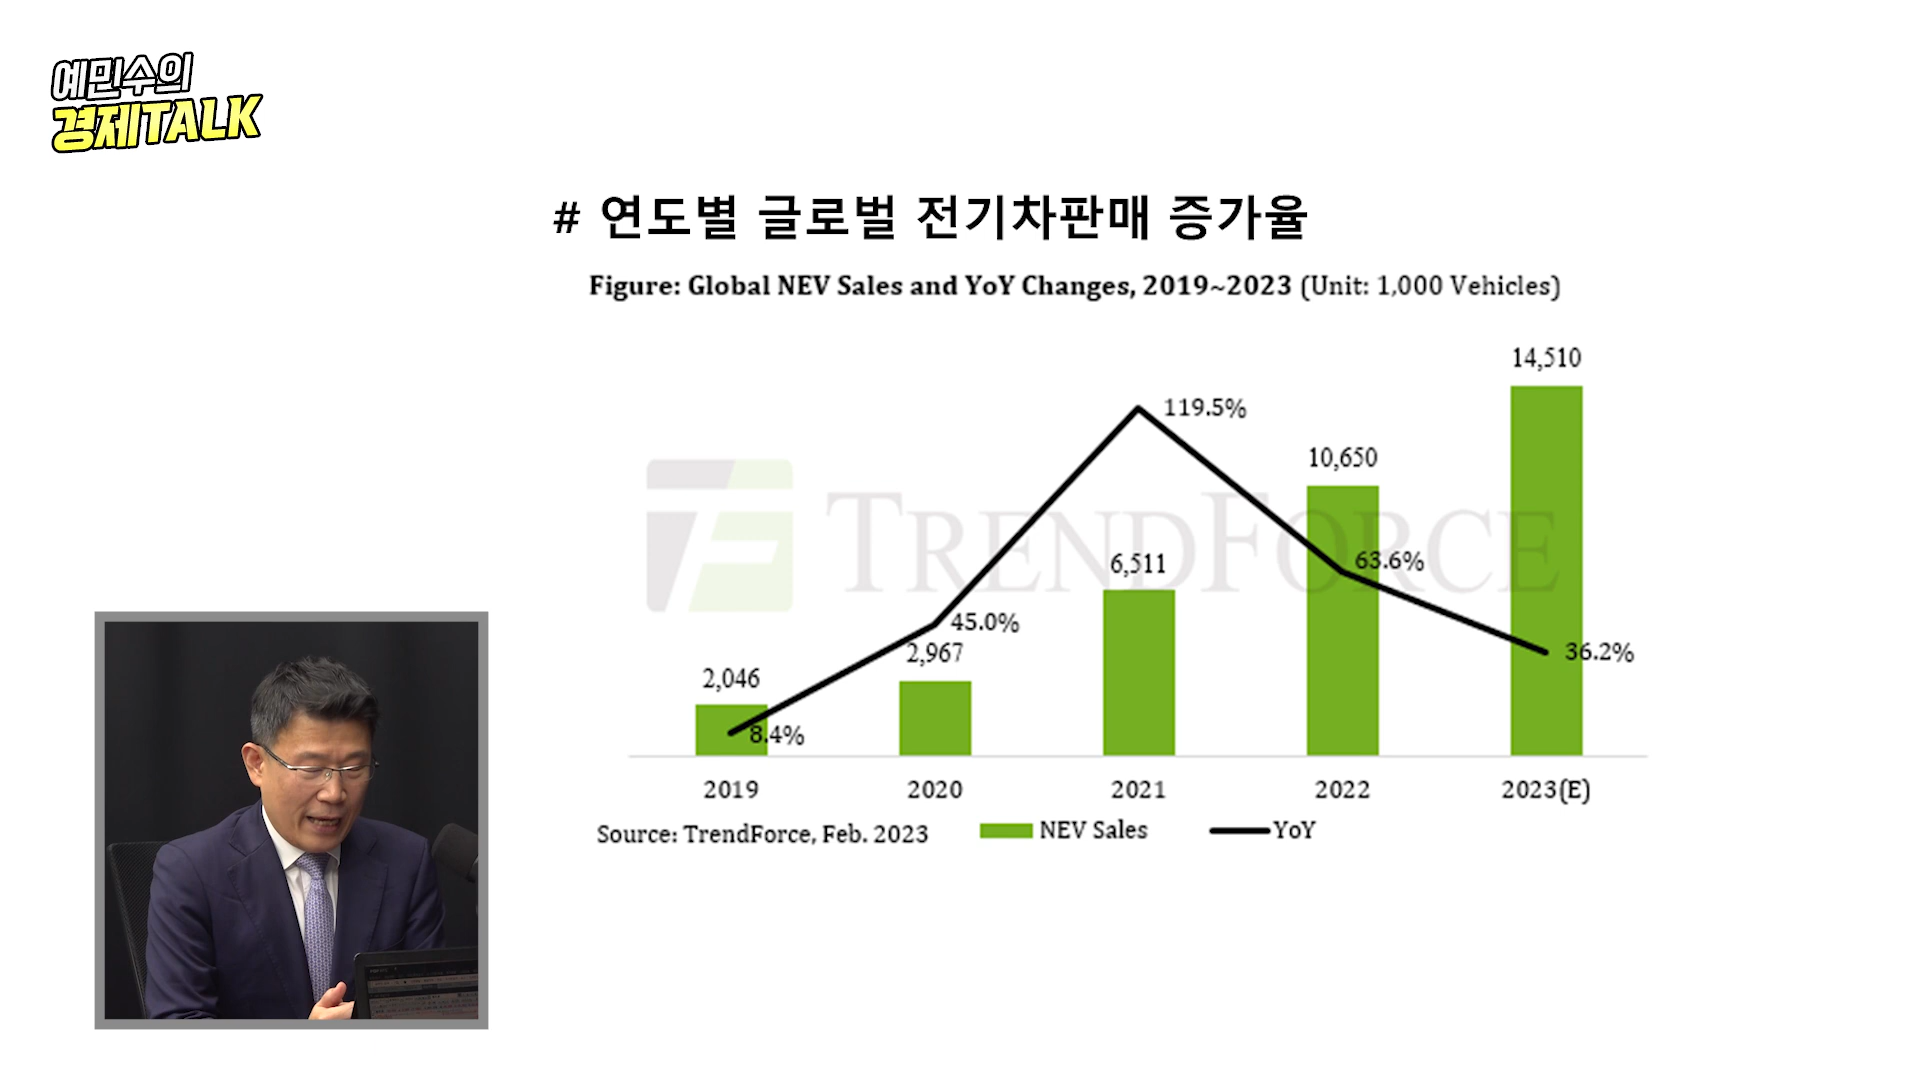 예민수의
경제TALK
# 연도별 글로벌 전기차판매 증가율
Figure: Global NEV Sales and YoY Changes, 2019~2023 (Unit: 1,000 Vehicles)
14,510
119.5%
10,650
TRENDFORCE
6,511
63.6%
45.0%
2,967
36.2%
2,046
8.4%
2019 2020 2021 2022 2023(E)
Source: TrendForce, Feb. 2023 NEV Sales YoY